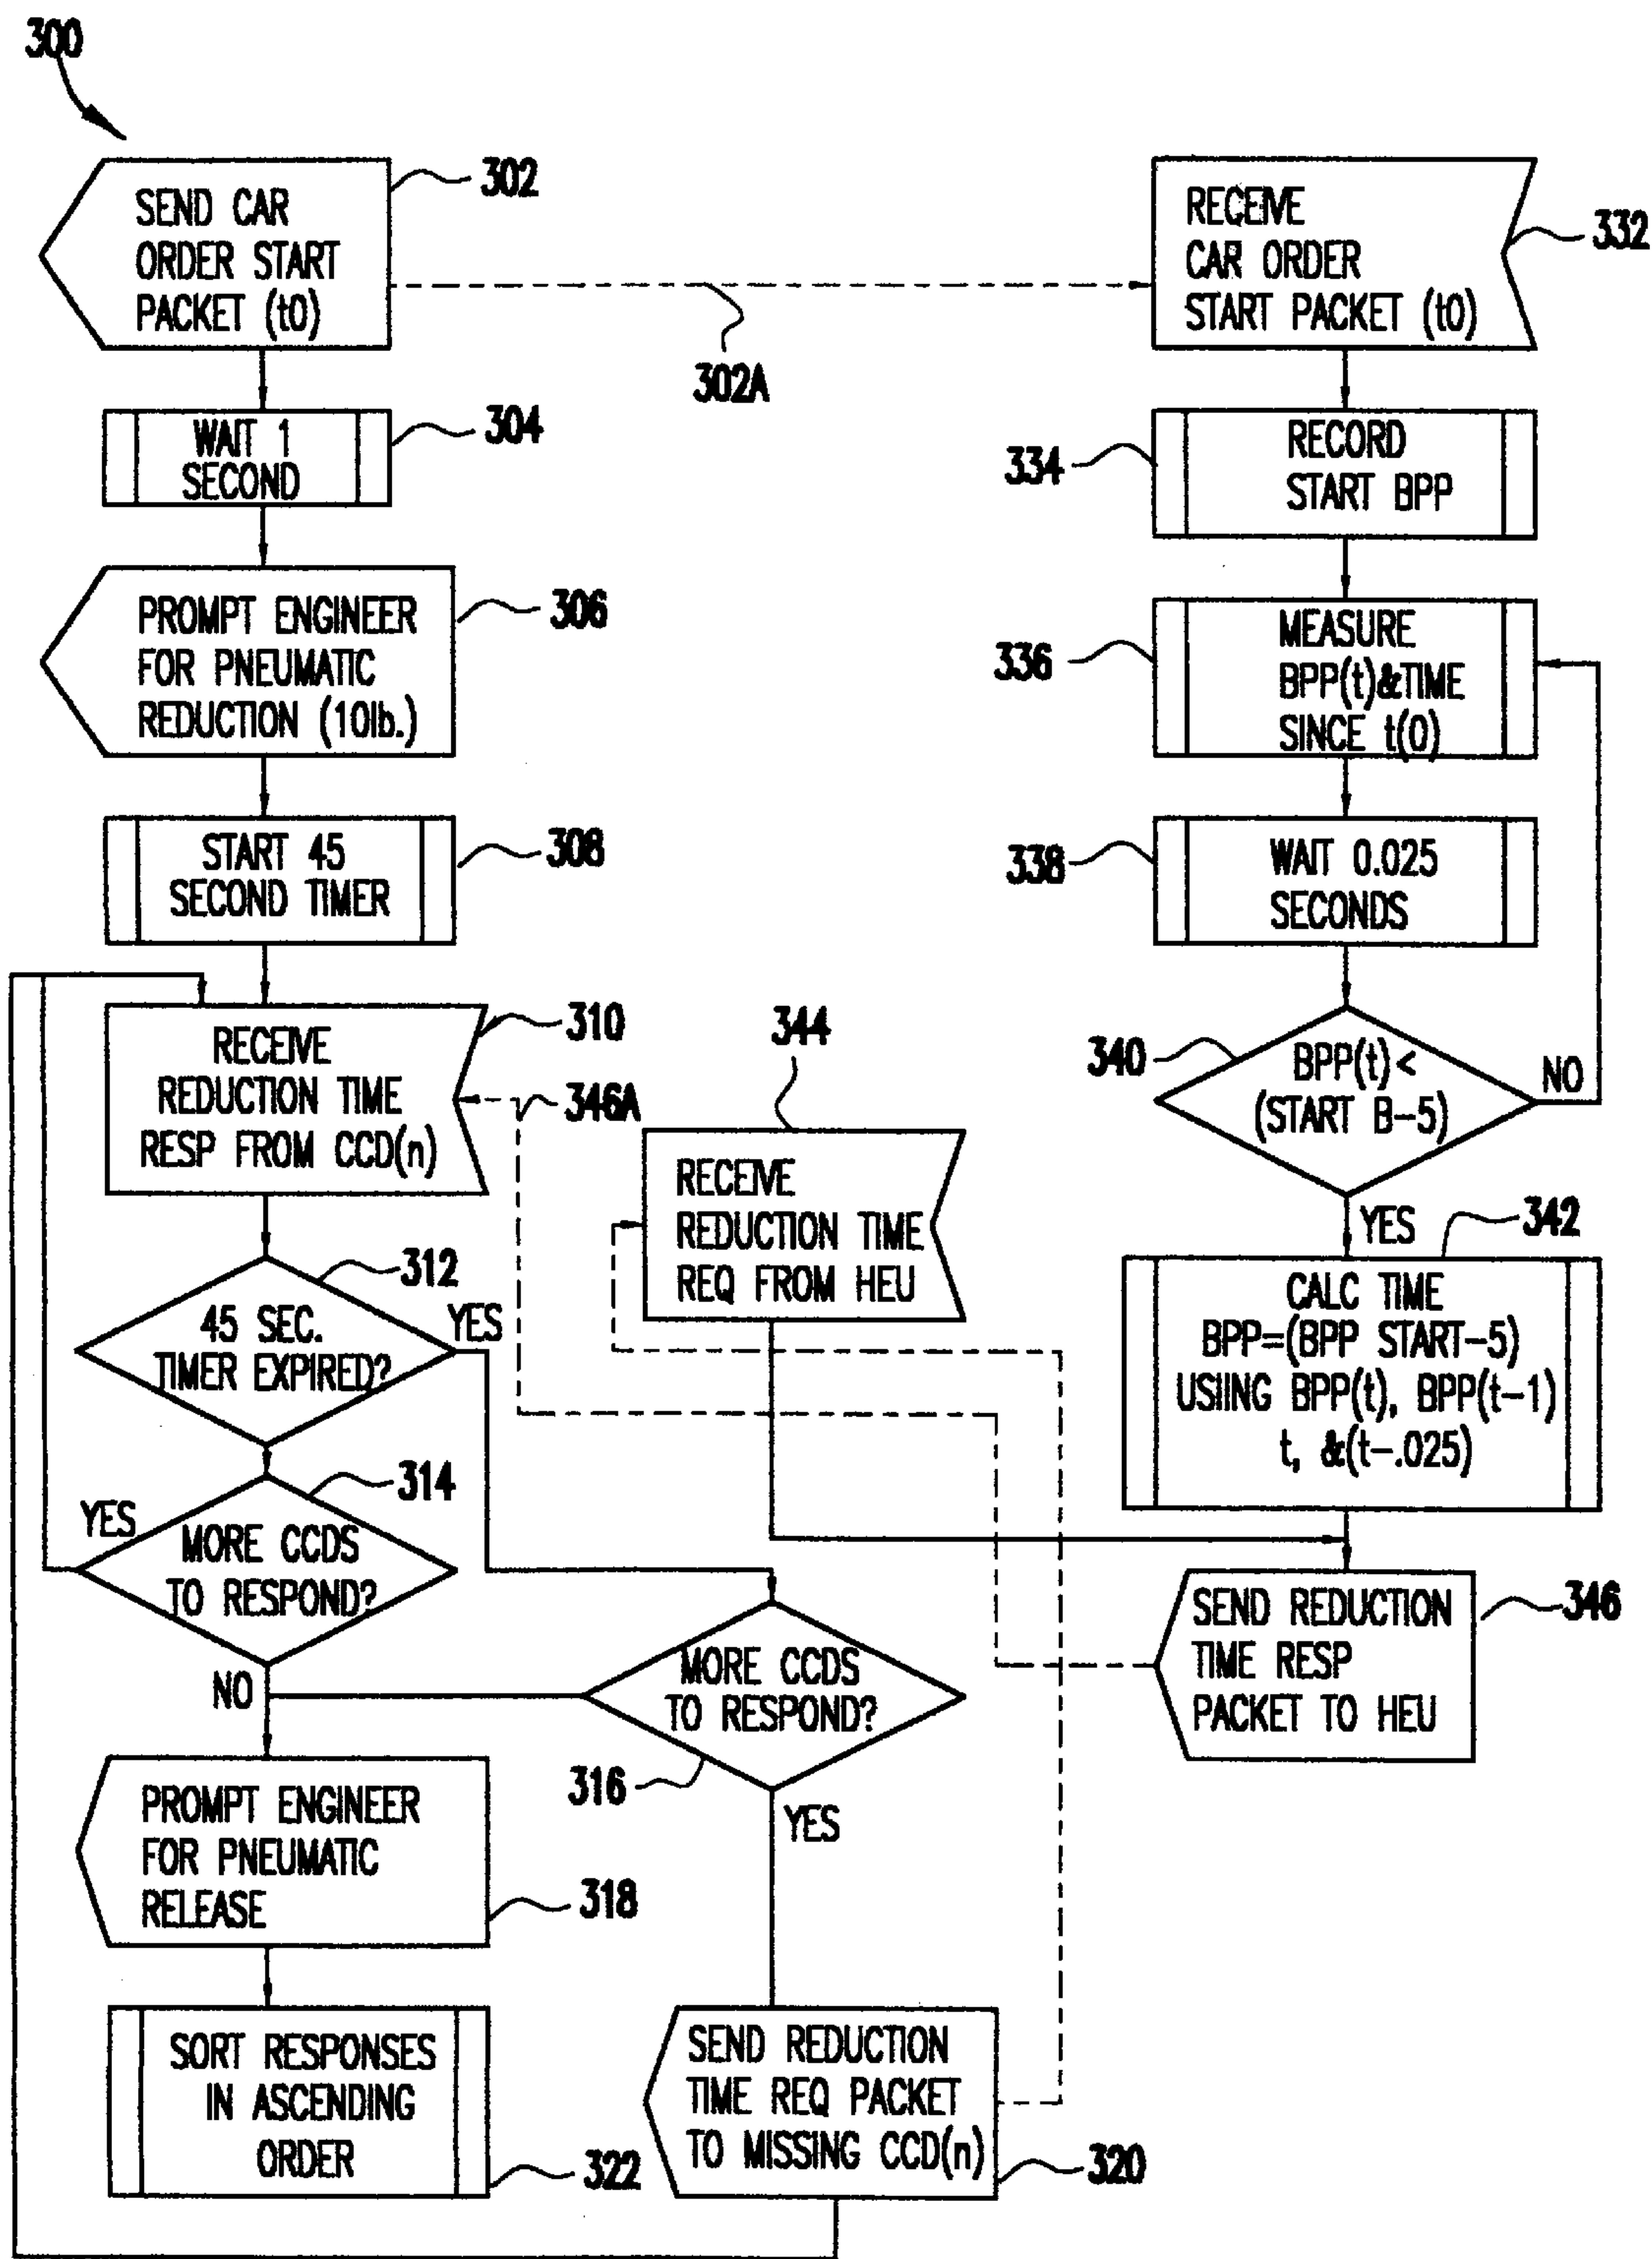 300
SEND CAR
ORDER START
PACKET (t0)
302
302A
RECEIVE
CAR ORDER
START PACKET (t0)
332
WAIT 1
SECOND
304
RECORD
START BPP
334
PROMPT ENGINEER
FOR PNEUMATIC
REDUCTION (10lb.)
306
MEASURE
BPP(t)&TIME
SINCE t(0)
336
START 45
SECOND TIMER
308
WAIT 0.025
SECONDS
338
RECEIVE
REDUCTION TIME
RESP FROM CCD(n)
310
346A
344
RECEIVE
REDUCTION TIME
REQ FROM HEU
340
BPP(t)<
(START B-5)
NO
YES
342
312
45 SEC.
TIMER EXPIRED?
YES
CALC TIME
BPP=(BPP START-5)
USIING BPP(t), BPP(t-1)
t, &(t-.025)
314
YES
MORE CCDS
TO RESPOND?
NO
MORE CCDS
TO RESPOND?
316
YES
SEND REDUCTION
TIME RESP
PACKET TO HEU
346
PROMPT ENGINEER
FOR PNEUMATIC
RELEASE
318
SORT RESPONSES
IN ASCENDING
ORDER
322
SEND REDUCTION
TIME REQ PACKET
TO MISSING CCD(n)
320